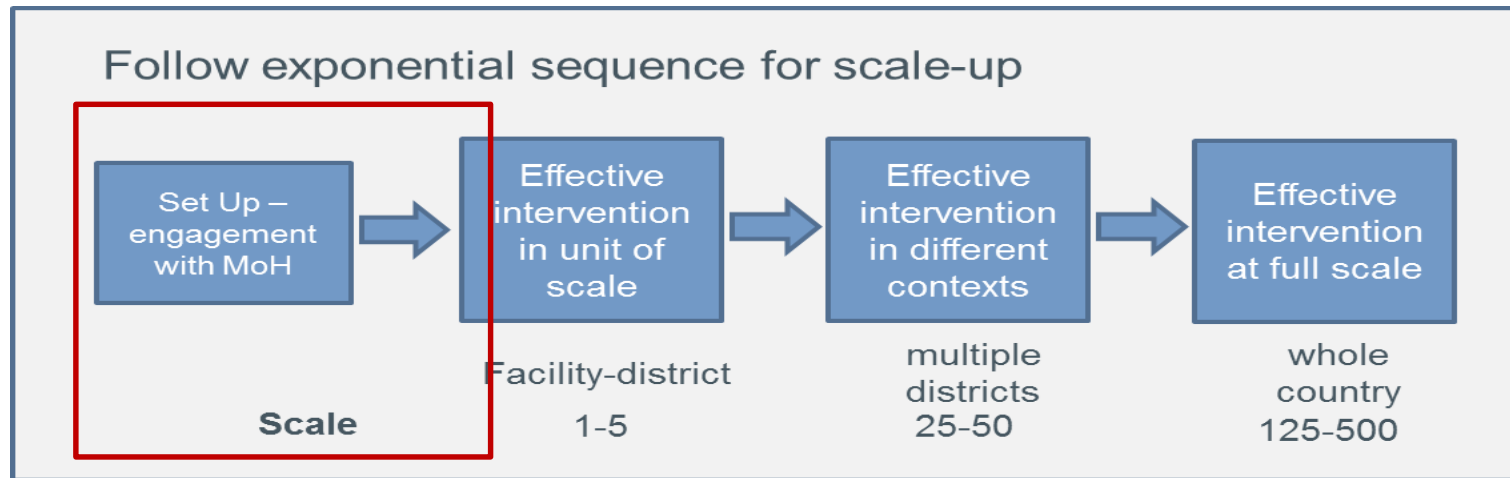 Follow exponential sequence for scale-up
Set Up –
engagement
with MoH
Effective
intervention
in unit of
scale
Effective
intervention
in different
contexts
Effective
intervention
at full scale
Facility-district
multiple
districts
whole
country
Scale
1-5
25-50
125-500